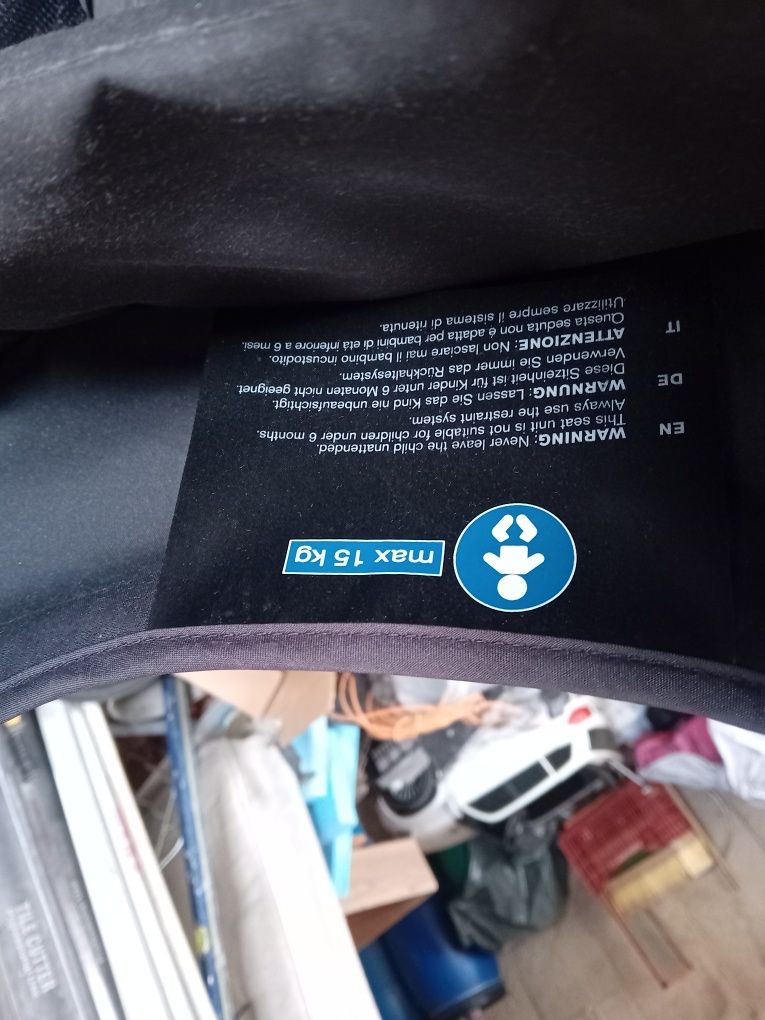 max 15 kg
EN
WARNING: Never leave the child unattended.
This seat unit is not suitable for children under 6 months.
Always use the restraint system.
DE
WARNUNG: Lassen Sie das Kind nie unbeaufsichtigt.
Diese Sitzeinheit ist für Kinder unter 6 Monaten nicht geeignet.
Verwenden Sie immer das Rückhaltesystem.
IT
ATTENZIONE: Non lasciare mai il bambino incustodito.
Questa seduta non è adatta per bambini di età inferiore a 6 mesi.
Utilizzare sempre il sistema di ritenuta.
TILE CUTTER